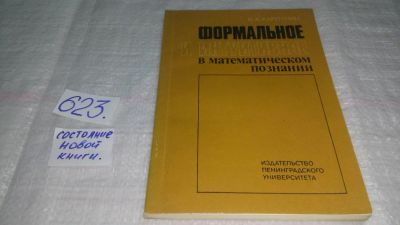 623.
СОСТОЯНИЕ
НОВОЙ
КНИГИ.
ФОРМАЛЬНОЕ
И
в математическом
познании
ИЗДАТЕЛЬСТВО
ЛЕНИНГРАДСКОГО
УНИВЕРСИТЕТА